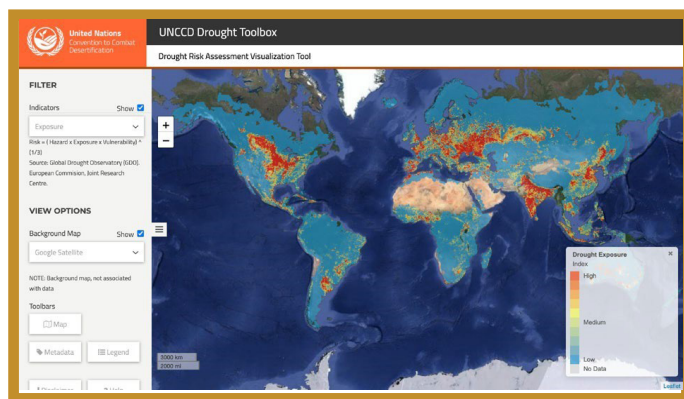 United Nations
Convention to Combat
Desertification
UNCCD Drought Toolbox
Drought Risk Assessment Visualization Tool
FILTER
Indicators Show
Exposure
Risk = ( Hazard x Exposure x Vulnerability) ^
(1/3)
Source: Global Drought Observatory (GDO).
European Commision, Joint Research
Centre.
VIEW OPTIONS
Background Map Show
Google Satellite
NOTE: Background map, not associated
with data
Toolbars
Map
Metadata Legend
Help
+
−
3000 km
2000 mi
Drought Exposure ×
Index
High
Medium
Low
No Data
Leaflet